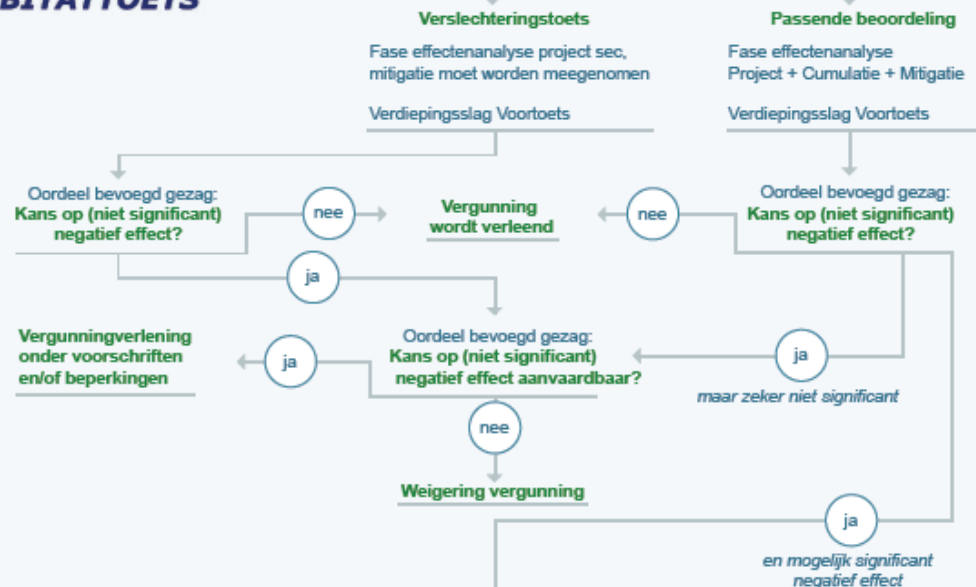 BITATTOETS
Verslechteringstoets
Fase effectenanalyse project sec,
mitigatie moet worden meegenomen
Verdiepingsslag Voortoets
Passende beoordeling
Fase effectenanalyse
Project + Cumulatie + Mitigatie
Verdiepingsslag Voortoets
Oordeel bevoegd gezag:
Kans op (niet significant)
negatief effect?
nee
Vergunning
wordt verleend
nee
Oordeel bevoegd gezag:
Kans op (niet significant)
negatief effect?
ja
Vergunningverlening
onder voorschriften
en/of beperkingen
ja
Oordeel bevoegd gezag:
Kans op (niet significant)
negatief effect aanvaardbaar?
ja
maar zeker niet significant
nee
Weigering vergunning
ja
en mogelijk significant
negatief effect